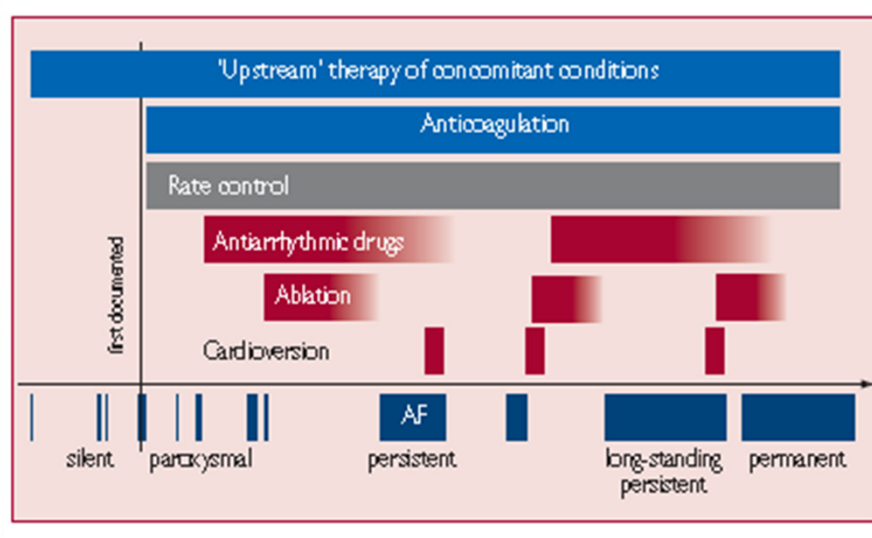 'Upstream' therapy of concomitant conditions
Anticoagulation
Rate control
Antiarrhythmic drugs
Ablation
first documented
Cardioversion
AF
silent
paroxysmal
persistent
long-standing
persistent
permanent